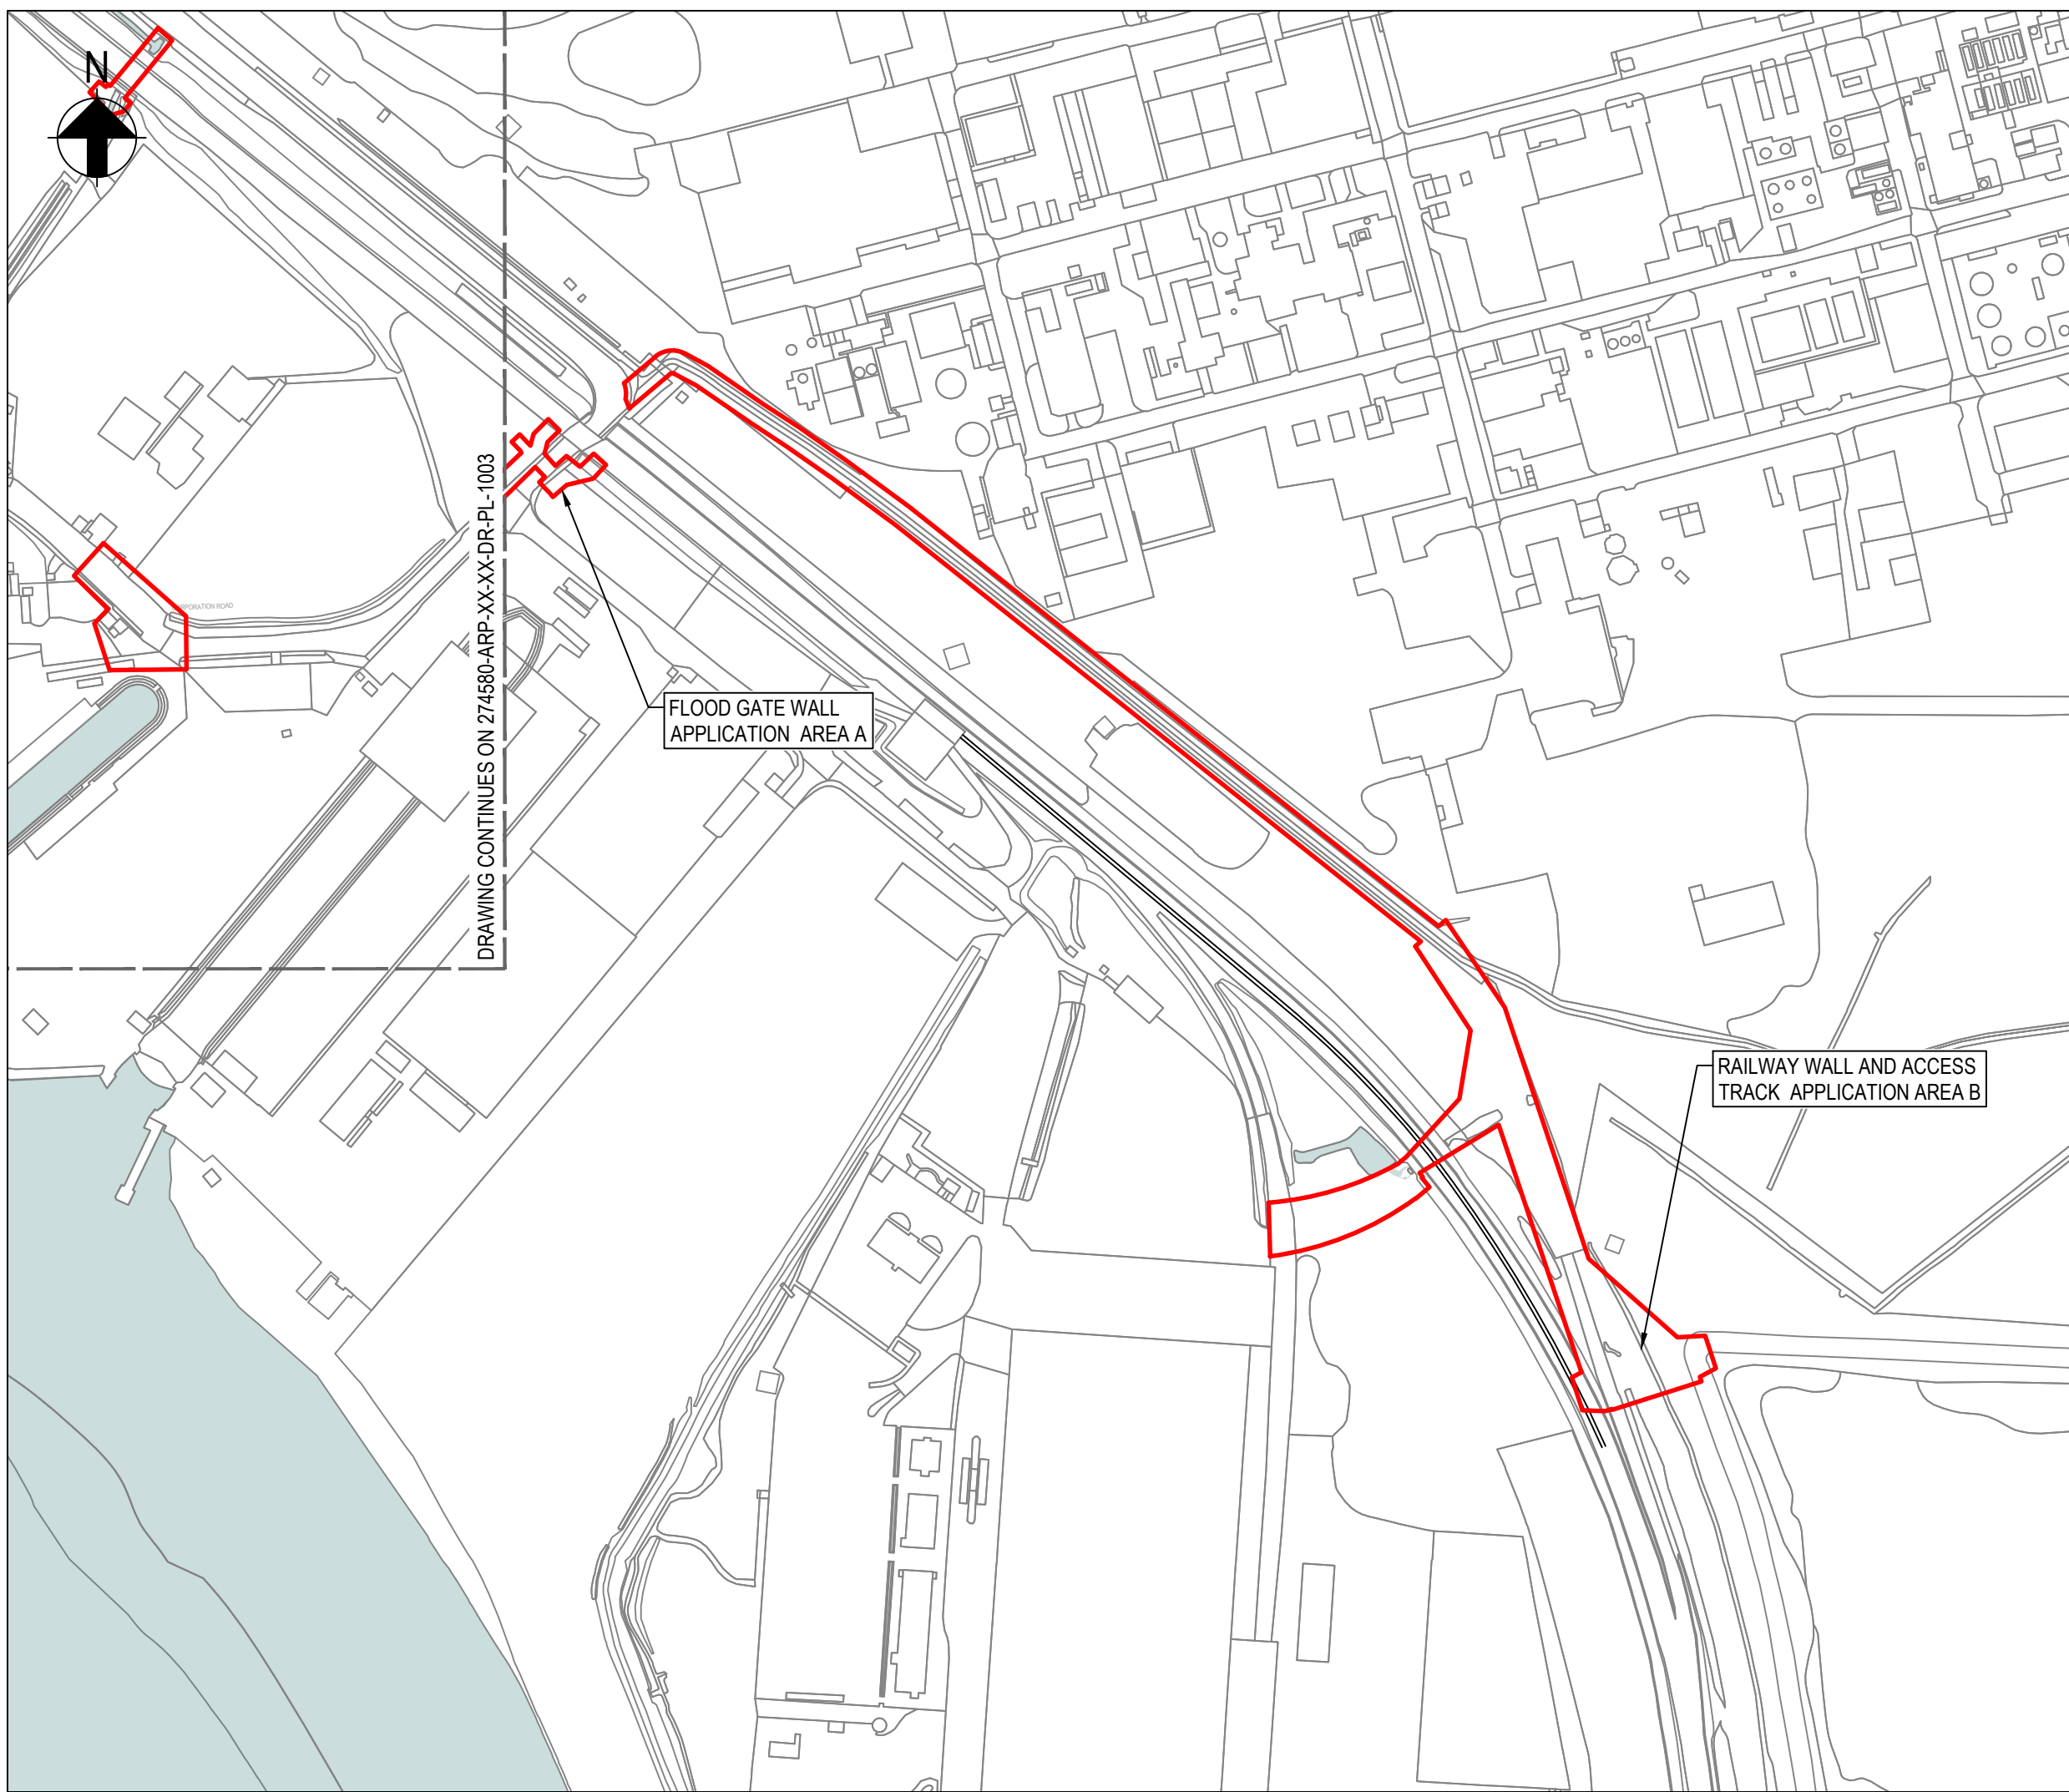 N
DRAWING CONTINUES ON 274580-ARP-XX-XX-DR-PL-1003
FLOOD GATE WALL
APPLICATION AREA A
ROAD
RAILWAY WALL AND ACCESS
TRACK APPLICATION AREA B